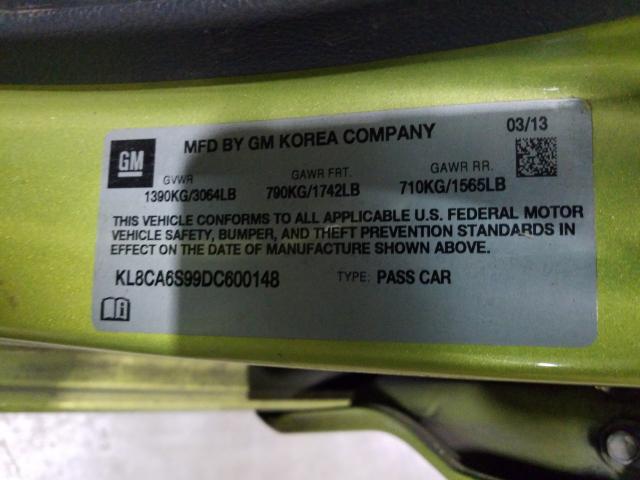 GM
MFD BY GM KOREA COMPANY 03/13
GVWR GAWR FRT. GAWR RR.
1390KG/3064LB 790KG/1742LB 710KG/1565LB
THIS VEHICLE CONFORMS TO ALL APPLICABLE U.S. FEDERAL MOTOR
VEHICLE SAFETY, BUMPER, AND THEFT PREVENTION STANDARDS IN
EFFECT ON THE DATE OF MANUFACTURE SHOWN ABOVE.
KL8CA6S99DC600148 TYPE: PASS CAR